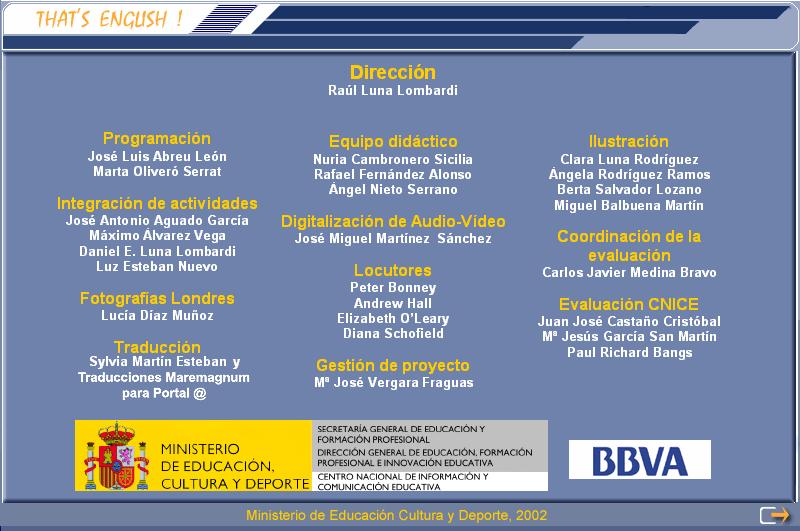 THAT'S ENGLISH !
Dirección
Raúl Luna Lombardi
Programación
José Luis Abreu León
Marta Oliveró Serrat
Integración de actividades
José Antonio Aguado García
Máximo Álvarez Vega
Daniel E. Luna Lombardi
Luz Esteban Nuevo
Fotografías Londres
Lucía Díaz Muñoz
Traducción
Sylvia Martín Esteban y
Traducciones Maremagnum
para Portal @
Equipo didáctico
Nuria Cambronero Sicilia
Rafael Fernández Alonso
Ángel Nieto Serrano
Digitalización de Audio-Vídeo
José Miguel Martínez Sánchez
Locutores
Peter Bonney
Andrew Hall
Elizabeth O'Leary
Diana Schofield
Gestión de proyecto
Mª José Vergara Fraguas
Ilustración
Clara Luna Rodríguez
Ángela Rodríguez Ramos
Berta Salvador Lozano
Miguel Balbuena Martín
Coordinación de la
evaluación
Carlos Javier Medina Bravo
Evaluación CNICE
Juan José Castaño Cristóbal
Mª Jesús García San Martín
Paul Richard Bangs
MINISTERIO
DE EDUCACIÓN,
CULTURA Y DEPORTE
SECRETARÍA GENERAL DE EDUCACIÓN Y
FORMACIÓN PROFESIONAL
DIRECCIÓN GENERAL DE EDUCACIÓN, FORMACIÓN
PROFESIONAL E INNOVACIÓN EDUCATIVA
CENTRO NACIONAL DE INFORMACIÓN Y
COMUNICACIÓN EDUCATIVA
BBVA
Ministerio de Educación Cultura y Deporte, 2002